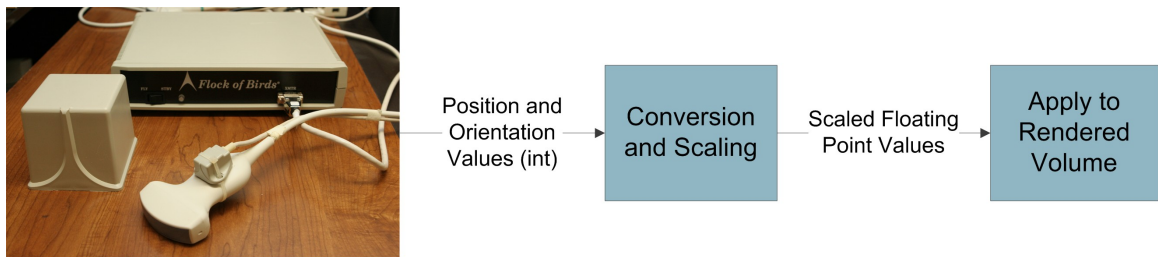 Flock of Birds
Position and
Orientation
Values (int)
Conversion
and Scaling
Scaled Floating
Point Values
Apply to
Rendered
Volume